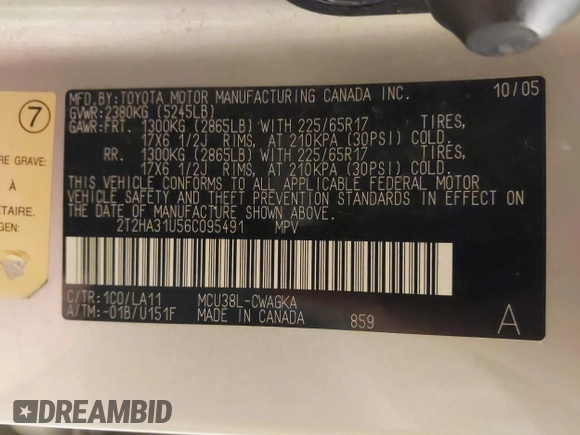 MFD.BY:TOYOTA MOTOR MANUFACTURING CANADA INC. 10/05
GVWR:2380KG (5245LB)
GAWR:FRT. 1300KG (2865LB) WITH 225/65R17 TIRES,
17X6 1/2J RIMS, AT 210KPA (30PSI) COLD.
RR. 1300KG (2865LB) WITH 225/65R17 TIRES,
17X6 1/2J RIMS, AT 210KPA (30PSI) COLD.
THIS VEHICLE CONFORMS TO ALL APPLICABLE FEDERAL MOTOR
VEHICLE SAFETY AND THEFT PREVENTION STANDARDS IN EFFECT ON
THE DATE OF MANUFACTURE SHOWN ABOVE.
2T2HA31U56C095491 MPV
C/TR:1C0/LA11 MCU38L-CWAGKA
A/TM:-01B/U151F MADE IN CANADA 859 A
7
RE GRAVE:
À
ETAIRE.
GEN:
DREAMBID